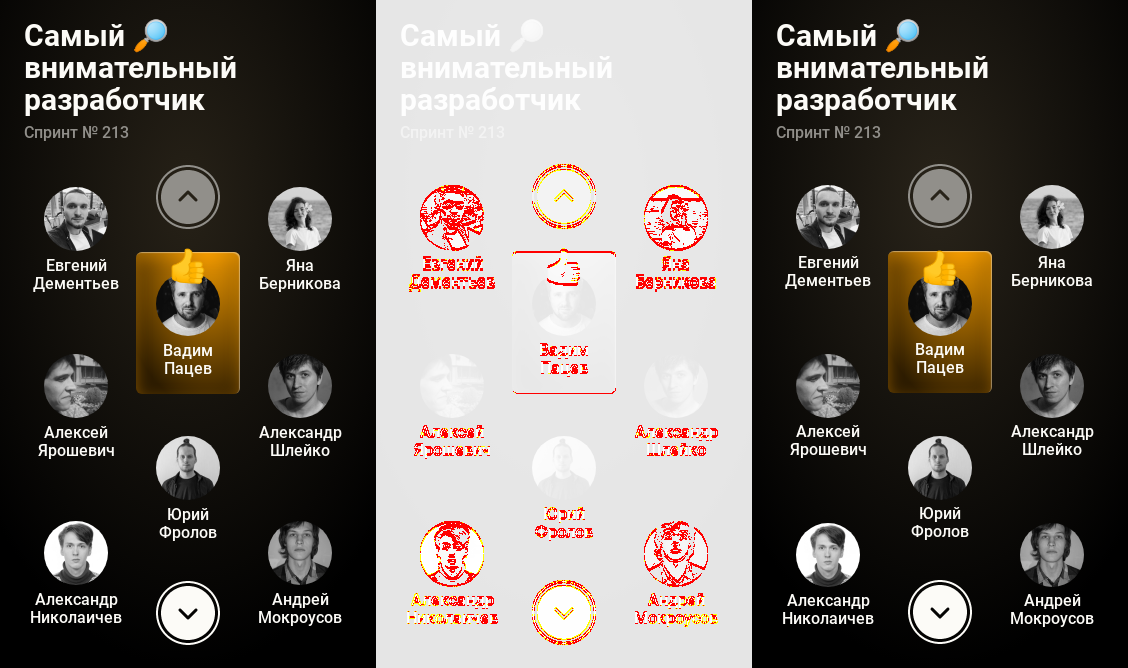 Самый 🔎
внимательный
разработчик
Спринт № 213
Евгений
Дементьев
Яна
Берникова
Вадим
Пацев
Алексей
Ярошевич
Александр
Шлейко
Юрий
Фролов
Александр
Николаичев
Андрей
Мокроусов
Самый
внимательный
разработчик
Спринт № 213
Евгений
Дементьев
Яна
Берникова
Вадим
Пацев
Алексей
Ярошевич
Александр
Шлейко
Юрий
Фролов
Александр
Николаичев
Андрей
Мокроусов
Самый 🔎
внимательный
разработчик
Спринт № 213
Евгений
Дементьев
Яна
Берникова
Вадим
Пацев
Алексей
Ярошевич
Александр
Шлейко
Юрий
Фролов
Александр
Николаичев
Андрей
Мокроусов